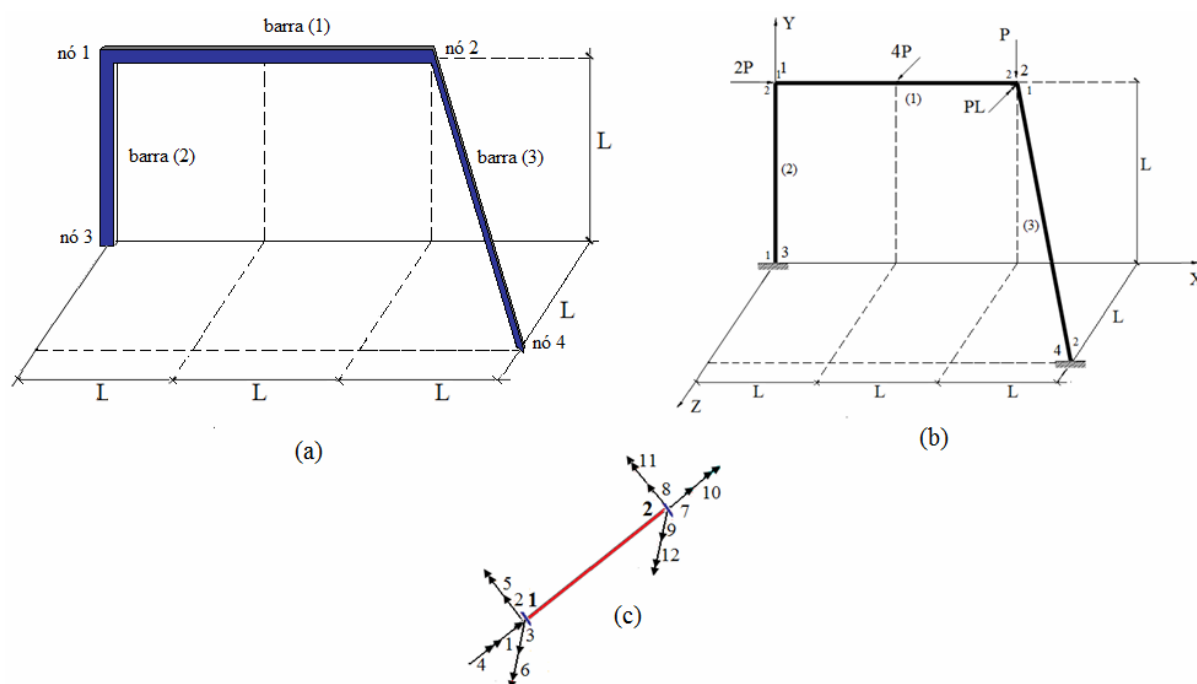 barra (1)
nó 1
nó 2
barra (2)
barra (3)
L
nó 3
L
nó 4
L
L
L
(a)
Y
P
4P
2P
1
1
2
2
2
1
(1)
PL
(2)
L
(3)
1
3
X
L
4
2
L
L
L
Z
(b)
11
8
10
2
7
9
12
5
2
1
3
1
4
6
(c)